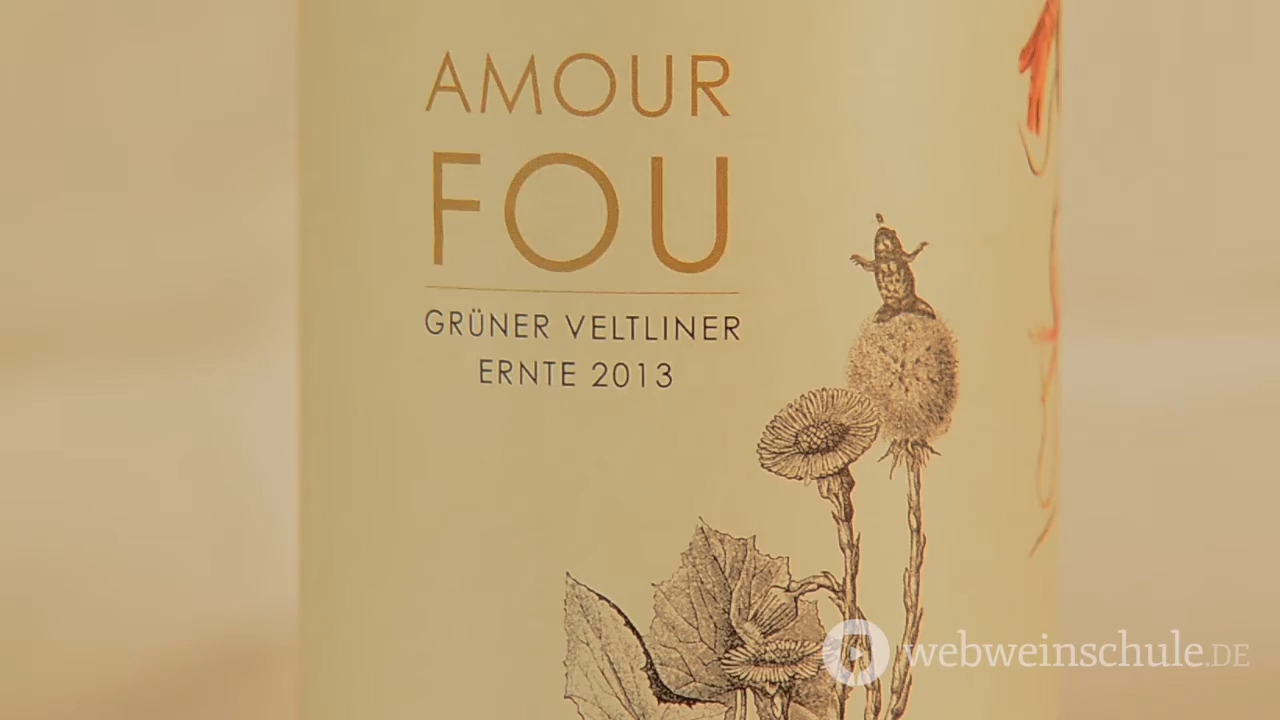 AMOUR
FOU
GRÜNER VELTLINER
ERNTE 2013
webweinschule.DE